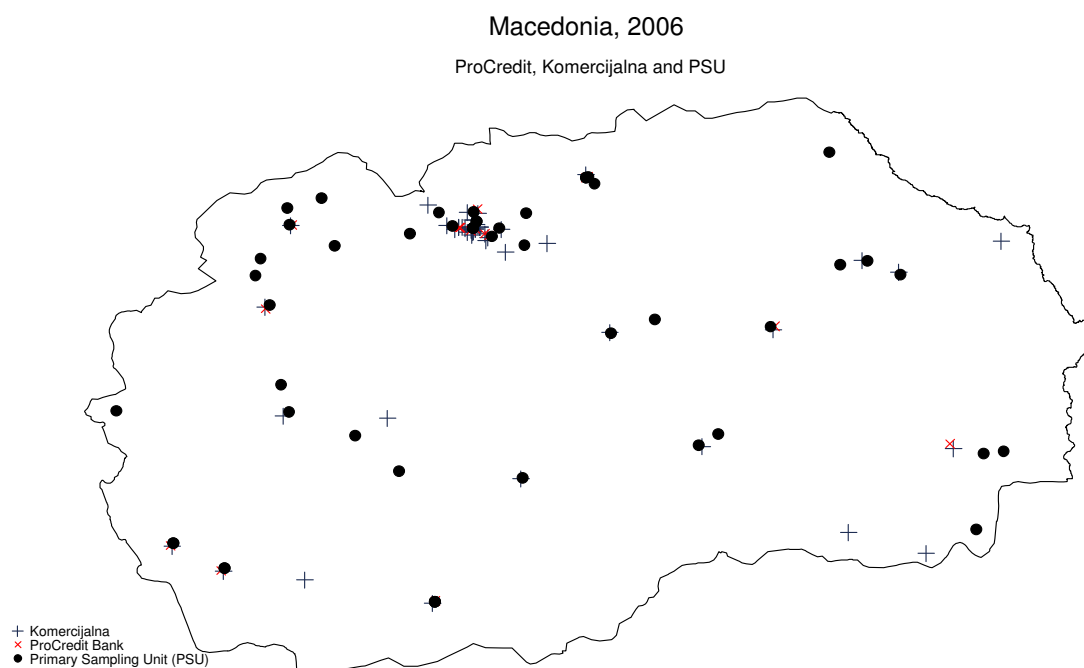 Macedonia, 2006
ProCredit, Komercijalna and PSU
Komercijalna
ProCredit Bank
Primary Sampling Unit (PSU)